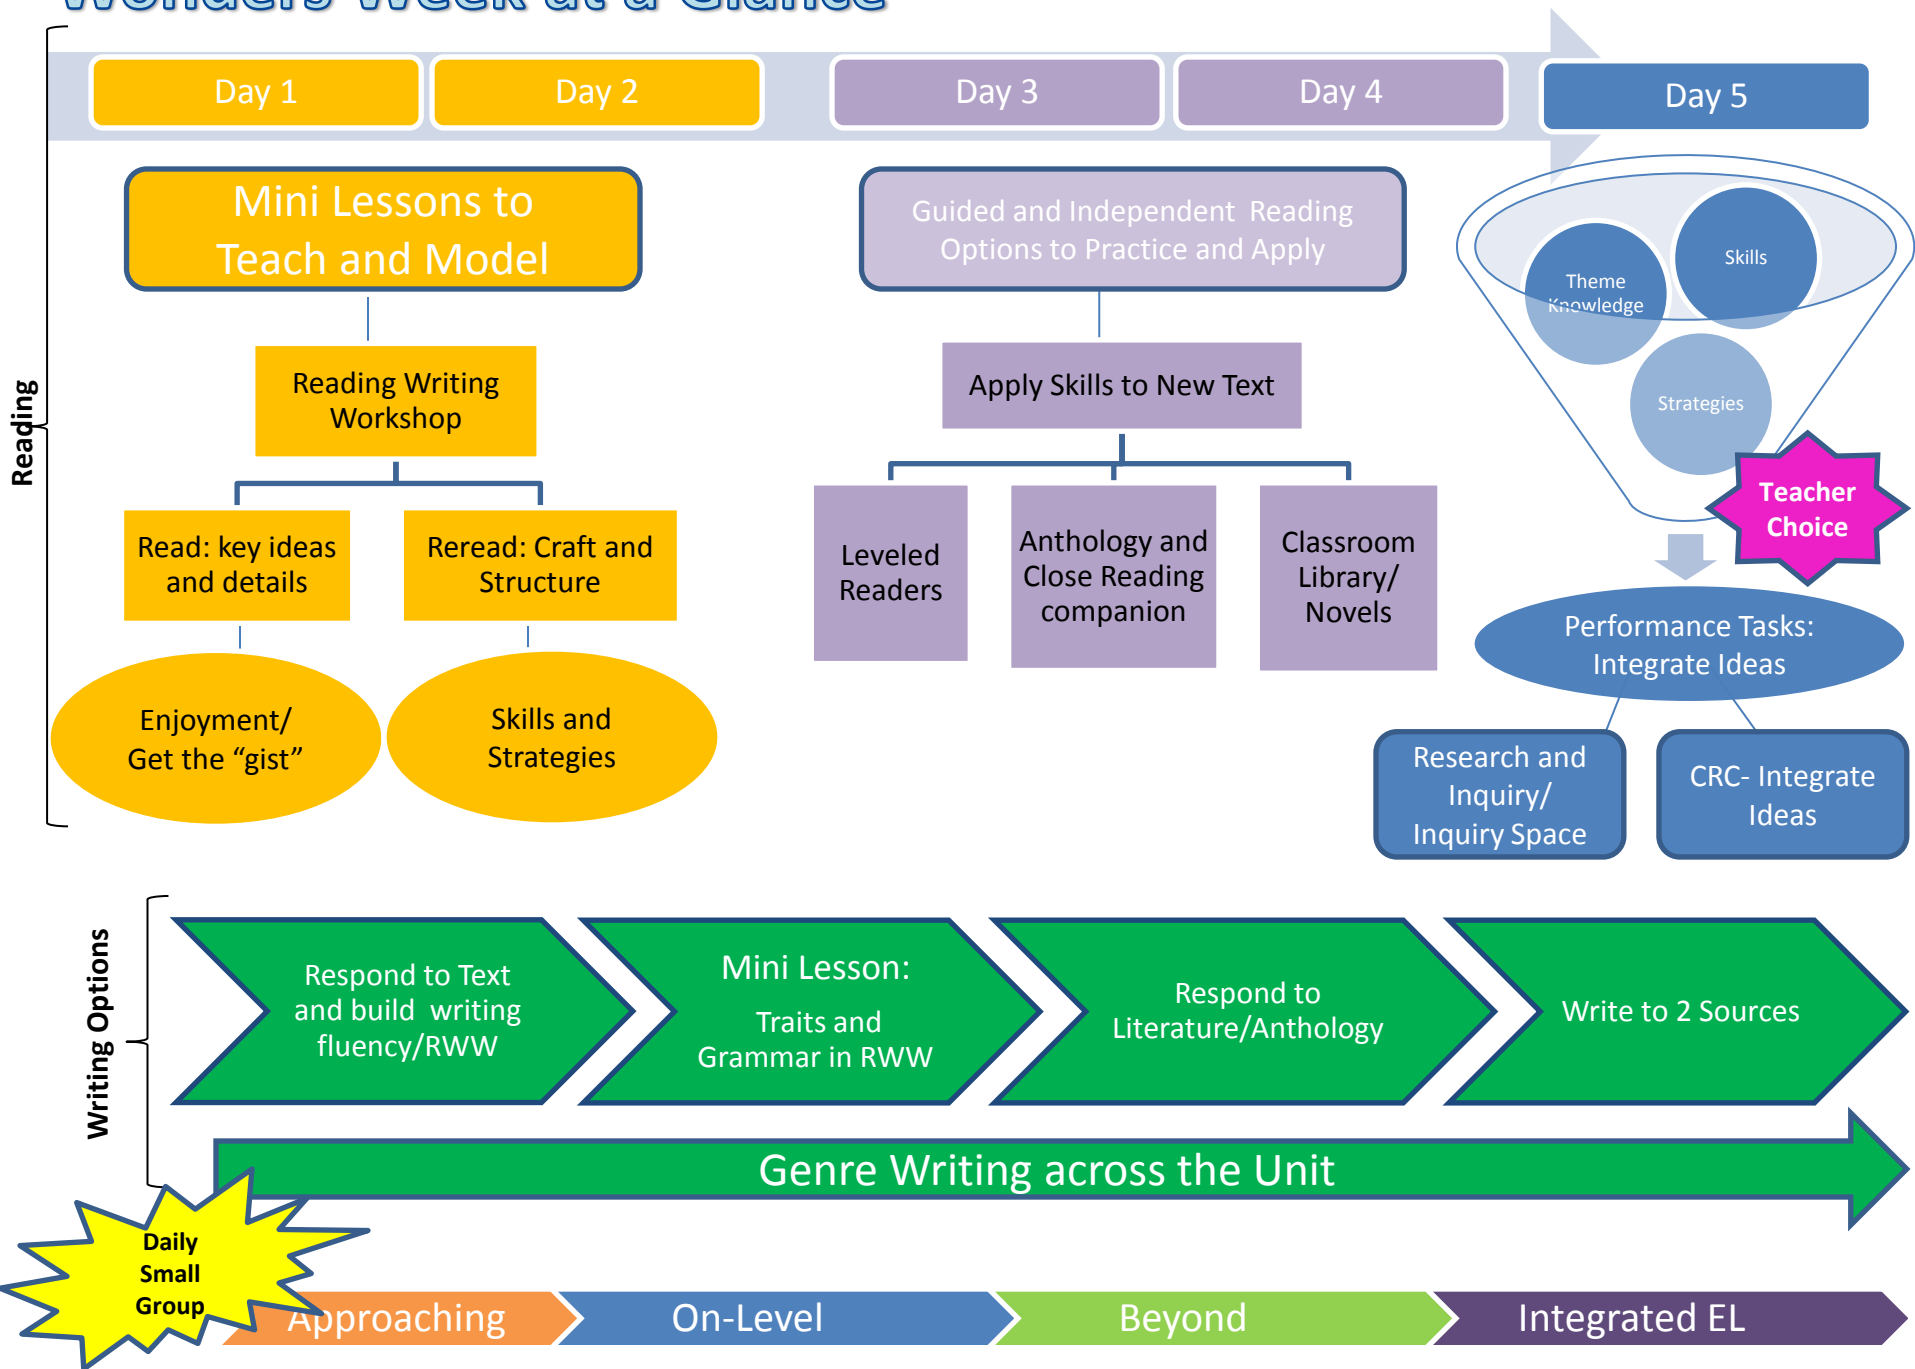 Wonders Week at a Glance
Day 1
Day 2
Day 3
Day 4
Day 5
Reading
Mini Lessons to
Teach and Model
Reading Writing
Workshop
Read: key ideas
and details
Reread: Craft and
Structure
Enjoyment/
Get the “gist”
Skills and
Strategies
Guided and Independent Reading
Options to Practice and Apply
Apply Skills to New Text
Leveled
Readers
Anthology and
Close Reading
companion
Classroom
Library/
Novels
Theme
Knowledge
Skills
Strategies
Teacher
Choice
Performance Tasks:
Integrate Ideas
Research and
Inquiry/
Inquiry Space
CRC- Integrate
Ideas
Writing Options
Respond to Text
and build writing
fluency/RWW
Mini Lesson:
Traits and
Grammar in RWW
Respond to
Literature/Anthology
Write to 2 Sources
Genre Writing across the Unit
Daily
Small
Group
Approaching
On-Level
Beyond
Integrated EL